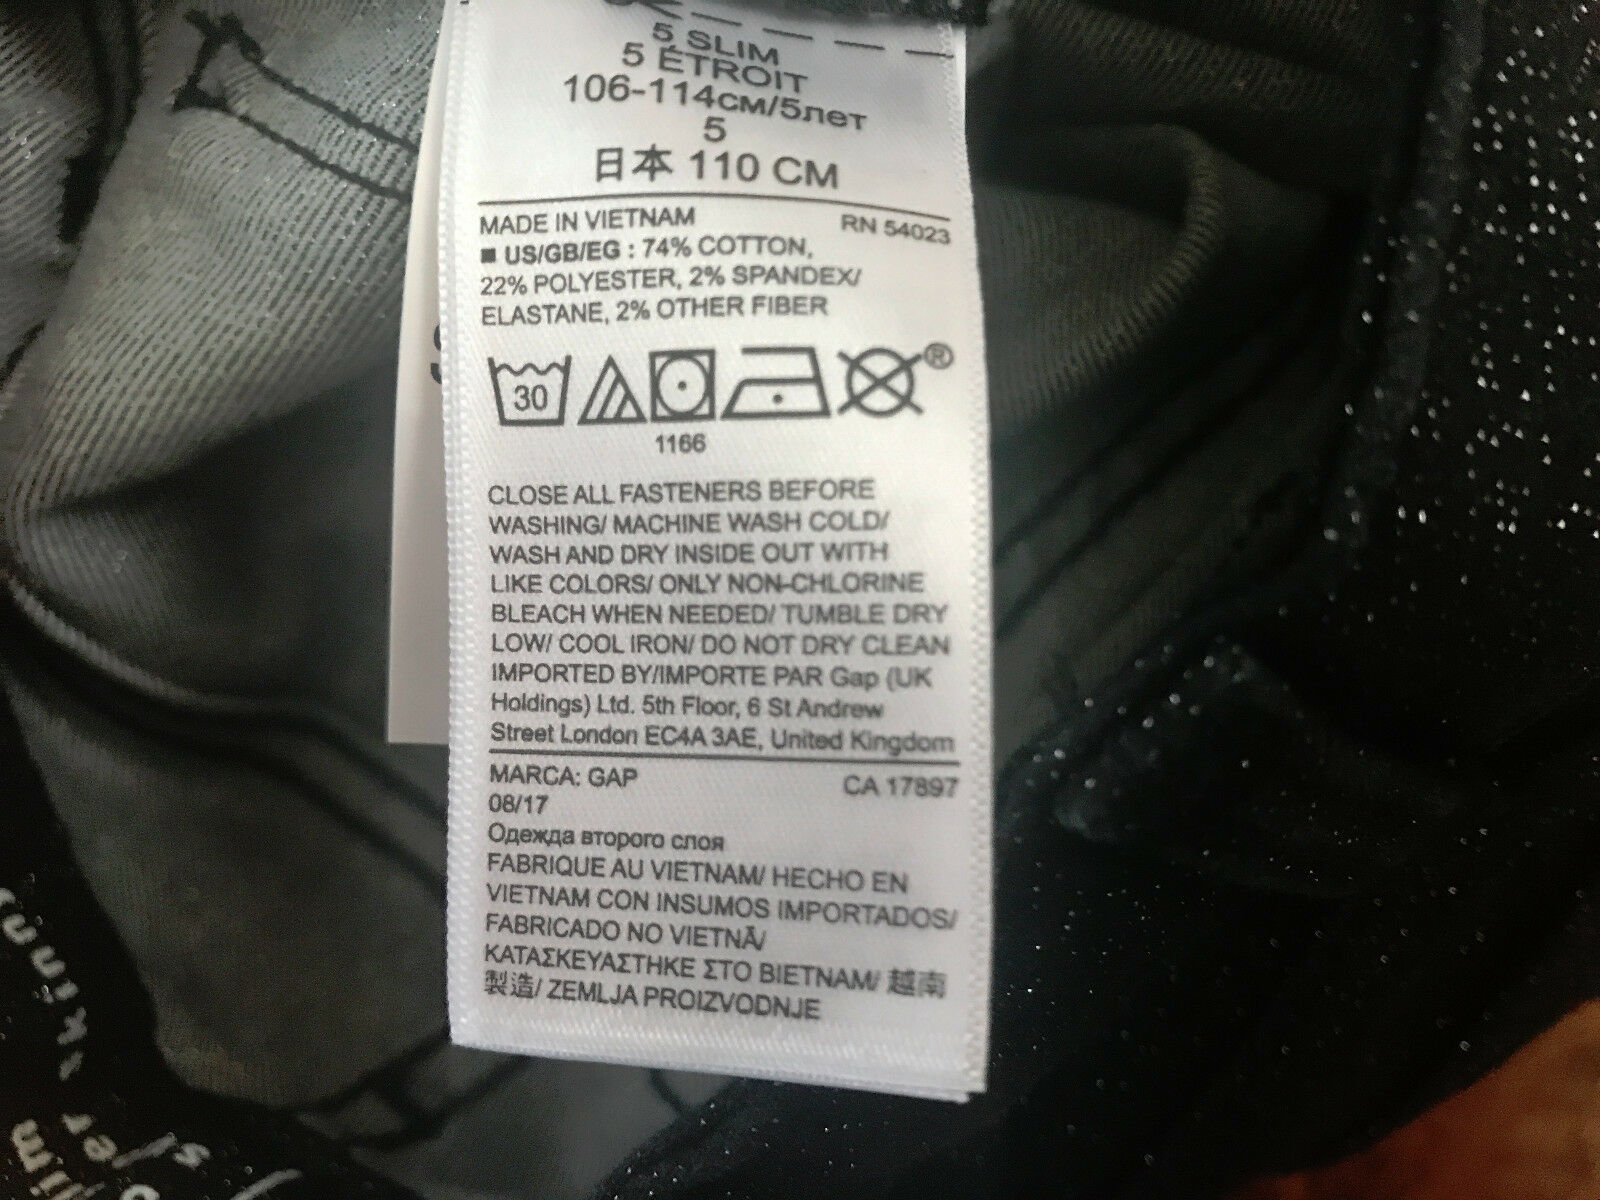 5 SLIM
5 ÉTROIT
106-114см/5лет
5
日本 110 CM
MADE IN VIETNAM RN 54023
■ US/GB/EG : 74% COTTON,
22% POLYESTER, 2% SPANDEX/
ELASTANE, 2% OTHER FIBER
30 ®
1166
CLOSE ALL FASTENERS BEFORE
WASHING/ MACHINE WASH COLD/
WASH AND DRY INSIDE OUT WITH
LIKE COLORS/ ONLY NON-CHLORINE
BLEACH WHEN NEEDED/ TUMBLE DRY
LOW/ COOL IRON/ DO NOT DRY CLEAN
IMPORTED BY/IMPORTE PAR Gap (UK
Holdings) Ltd. 5th Floor, 6 St Andrew
Street London EC4A 3AE, United Kingdom
MARCA: GAP CA 17897
08/17
Одежда второго слоя
FABRIQUE AU VIETNAM/ HECHO EN
VIETNAM CON INSUMOS IMPORTADOS/
FABRICADO NO VIETNÃ/
ΚΑΤΑΣΚΕΥΑΣΤΗΚΕ ΣΤΟ ΒΙΕΤΝΑΜ/ 越南
製造/ ZEMLJA PROIZVODNJE
skinny